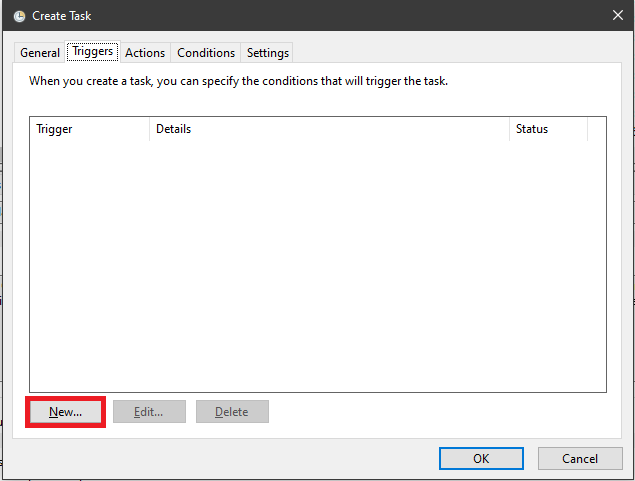 Create Task
General Triggers Actions Conditions Settings
When you create a task, you can specify the conditions that will trigger the task.
Trigger Details Status
New... Edit... Delete
OK Cancel